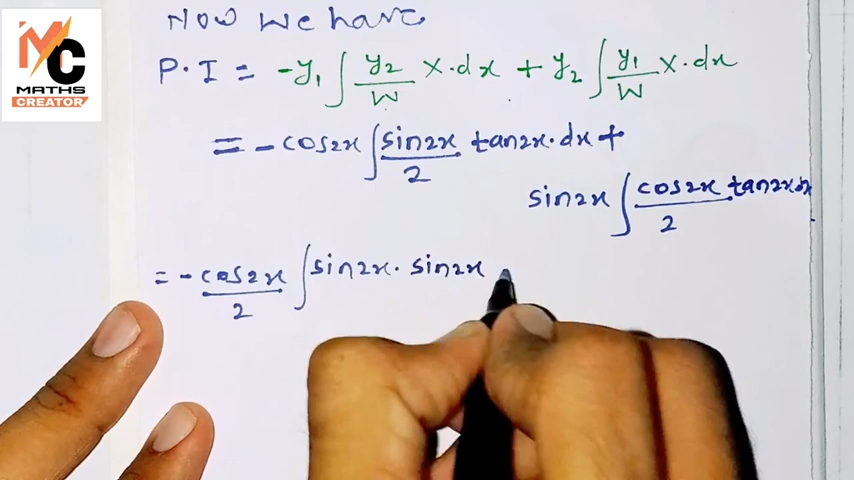 Now we have
MC
MATHS
CREATOR
P.I = -y₁ ∫ y₂/W X.dx + y₂ ∫ y₁/W X.dx
= - cos2x ∫ sin2x/2 tan2x.dx +
sin2x ∫ cos2x/2 tan2x dx
= - cos2x/2 ∫ sin2x. sin2x